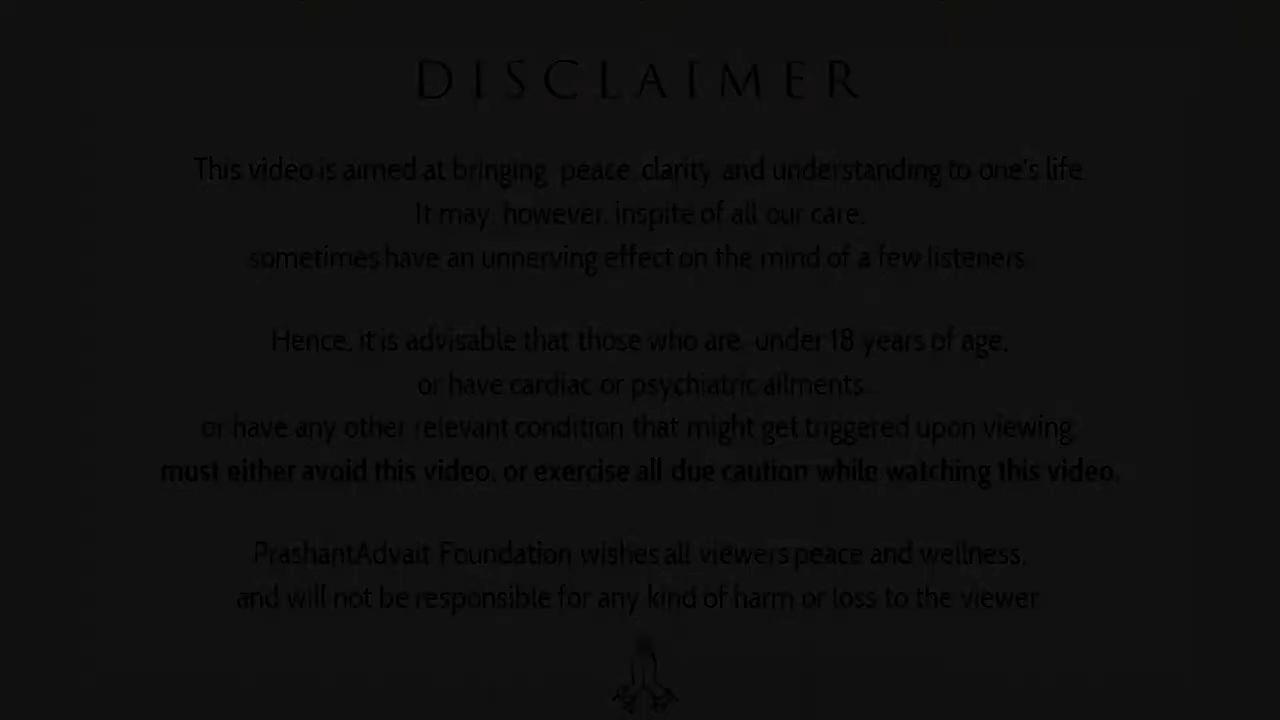 DISCLAIMER
This video is aimed at bringing peace, clarity and understanding to one's life.
It may, however, inspite of all our care,
sometimes have an unnerving effect on the mind of a few listeners.
Hence, it is advisable that those who are under 18 years of age,
or have cardiac or psychiatric ailments,
or have any other relevant condition that might get triggered upon viewing,
must either avoid this video, or exercise all due caution while watching this video.
PrashantAdvait Foundation wishes all viewers peace and wellness,
and will not be responsible for any kind of harm or loss to the viewer.